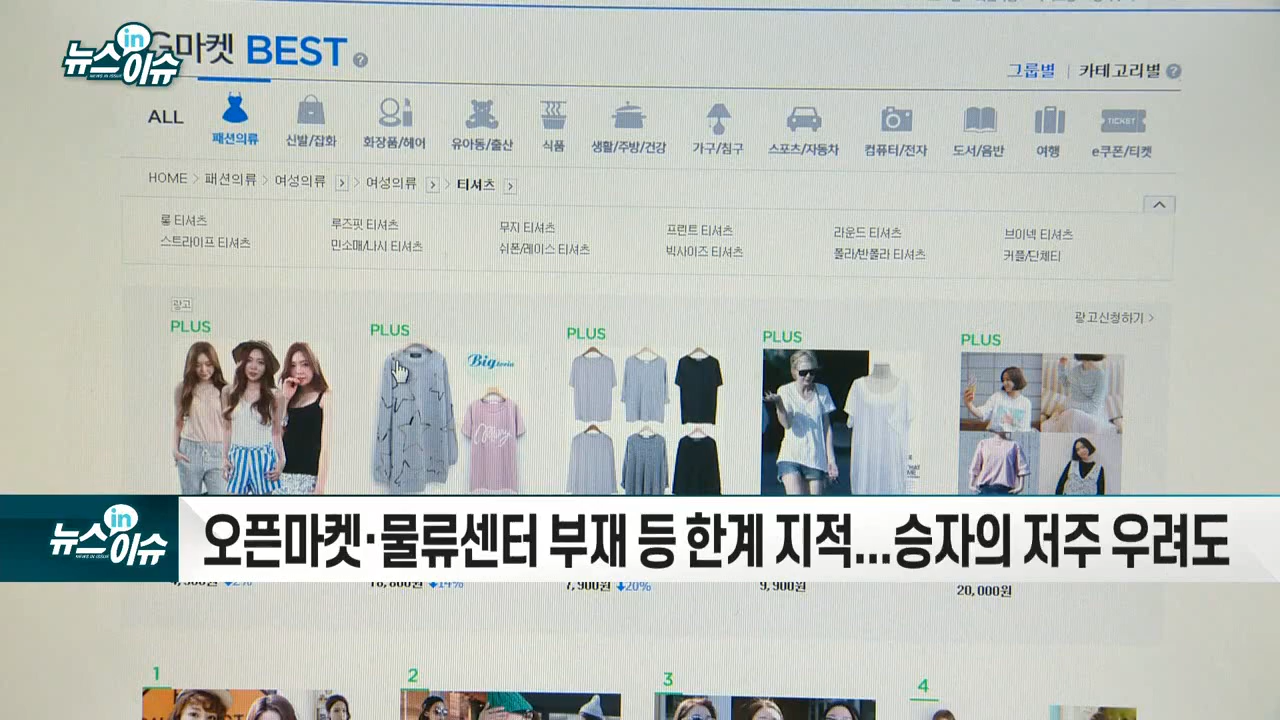 뉴스in이슈
NEWS IN ISSUE
G마켓 BEST ?
그룹별 | 카테고리별 ?
ALL 패션의류 신발/잡화 화장품/헤어 유아동/출산 식품 생활/주방/건강 가구/침구 스포츠/자동차 컴퓨터/전자 도서/음반 여행 e쿠폰/티켓
TICKET
HOME > 패션의류 > 여성의류 > 여성의류 > 티셔츠
롱 티셔츠 루즈핏 티셔츠 무지 티셔츠 프린트 티셔츠 라운드 티셔츠 브이넥 티셔츠
스트라이프 티셔츠 민소매/나시 티셔츠 쉬폰/레이스 티셔츠 빅사이즈 티셔츠 폴라/반폴라 티셔츠 커플/단체티
광고
광고신청하기 >
PLUS PLUS PLUS PLUS PLUS
뉴스in이슈
NEWS IN ISSUE
오픈마켓·물류센터 부재 등 한계 지적...승자의 저주 우려도
7,900원 20% 9,900원 20,000원
1 2 3 4